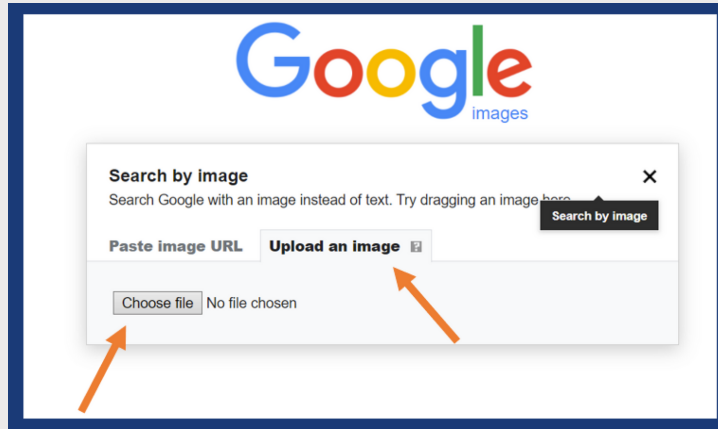 Google
images
Search by image
Search Google with an image instead of text. Try dragging an image here.
Search by image
Paste image URL Upload an image ?
Choose file No file chosen